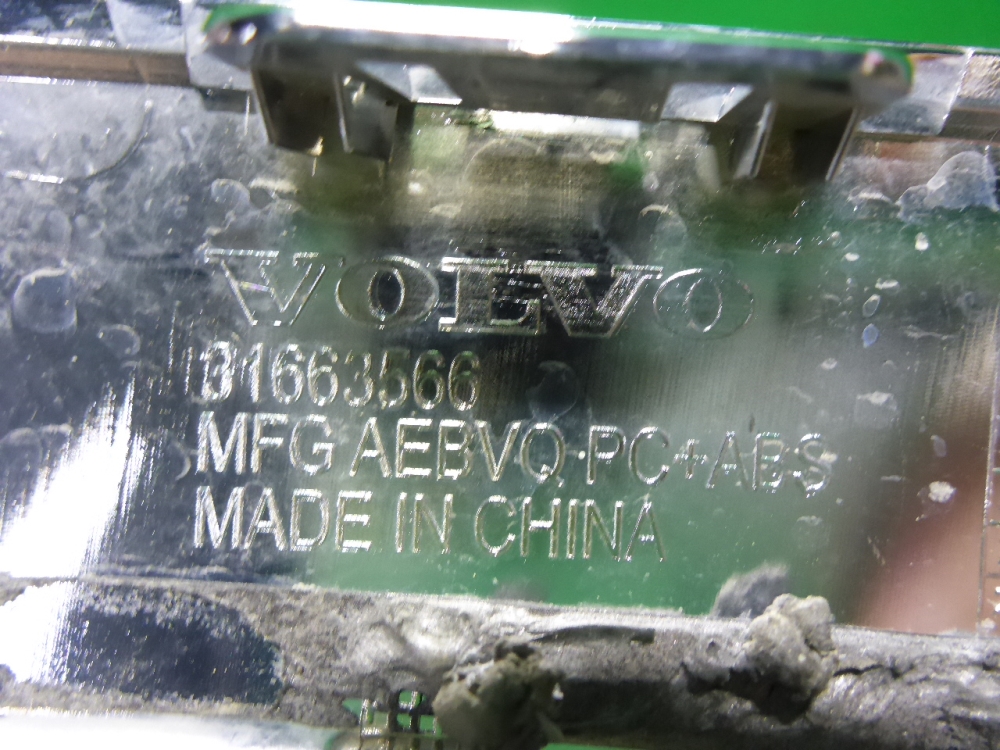 VOLVO
31663566
MFG AEBVQ·PC+ABS
MADE IN CHINA